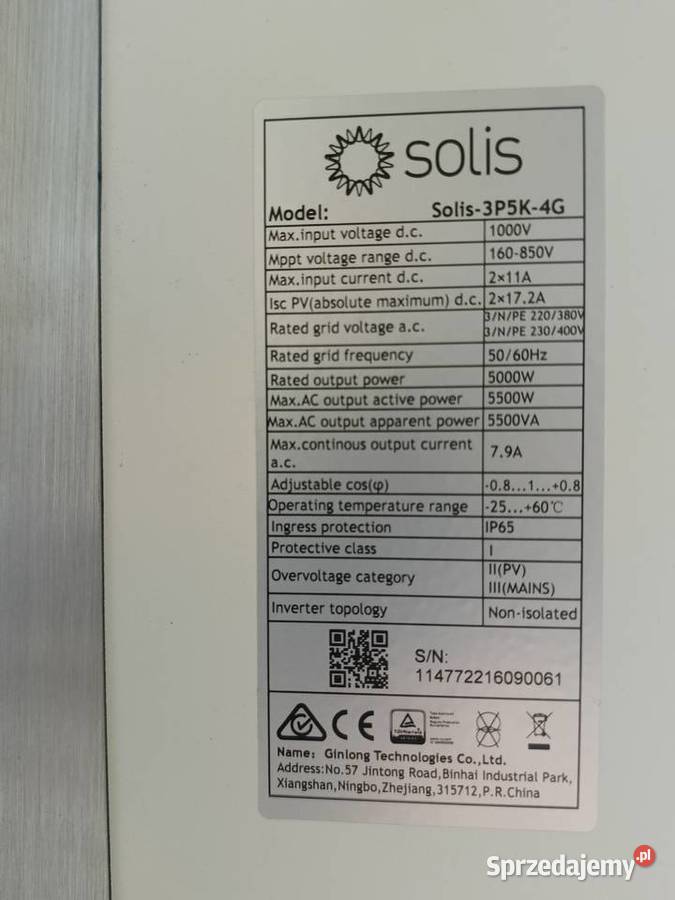 solis
Model: Solis-3P5K-4G
Max.input voltage d.c. 1000V
Mppt voltage range d.c. 160-850V
Max.input current d.c. 2×11A
Isc PV(absolute maximum) d.c. 2×17.2A
Rated grid voltage a.c. 3/N/PE 220/380V
3/N/PE 230/400V
Rated grid frequency 50/60Hz
Rated output power 5000W
Max.AC output active power 5500W
Max.AC output apparent power 5500VA
Max.continous output current
a.c. 7.9A
Adjustable cos(φ) -0.8...1...+0.8
Operating temperature range -25...+60℃
Ingress protection IP65
Protective class I
Overvoltage category II(PV)
III(MAINS)
Inverter topology Non-isolated
S/N:
114772216090061
CE
Name: Ginlong Technologies Co.,Ltd.
Address:No.57 Jintong Road,Binhai Industrial Park,
Xiangshan,Ningbo,Zhejiang,315712,P.R.China
Sprzedajemy.pl